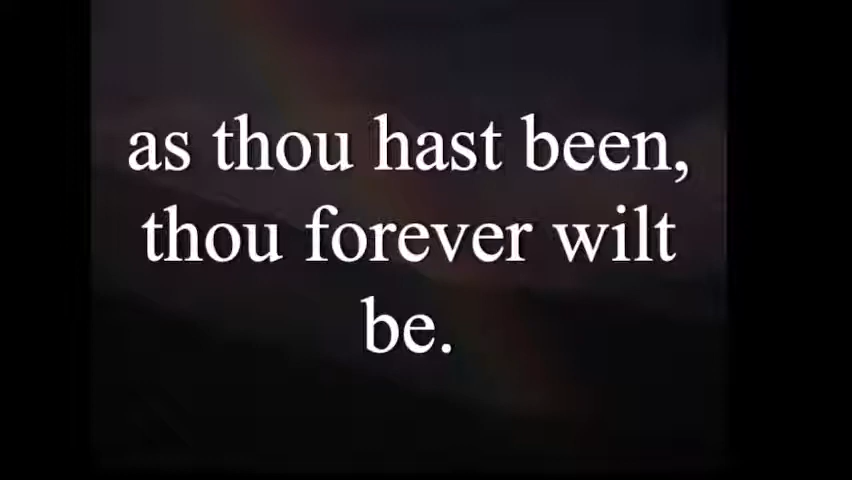 as thou hast been,
thou forever wilt
be.